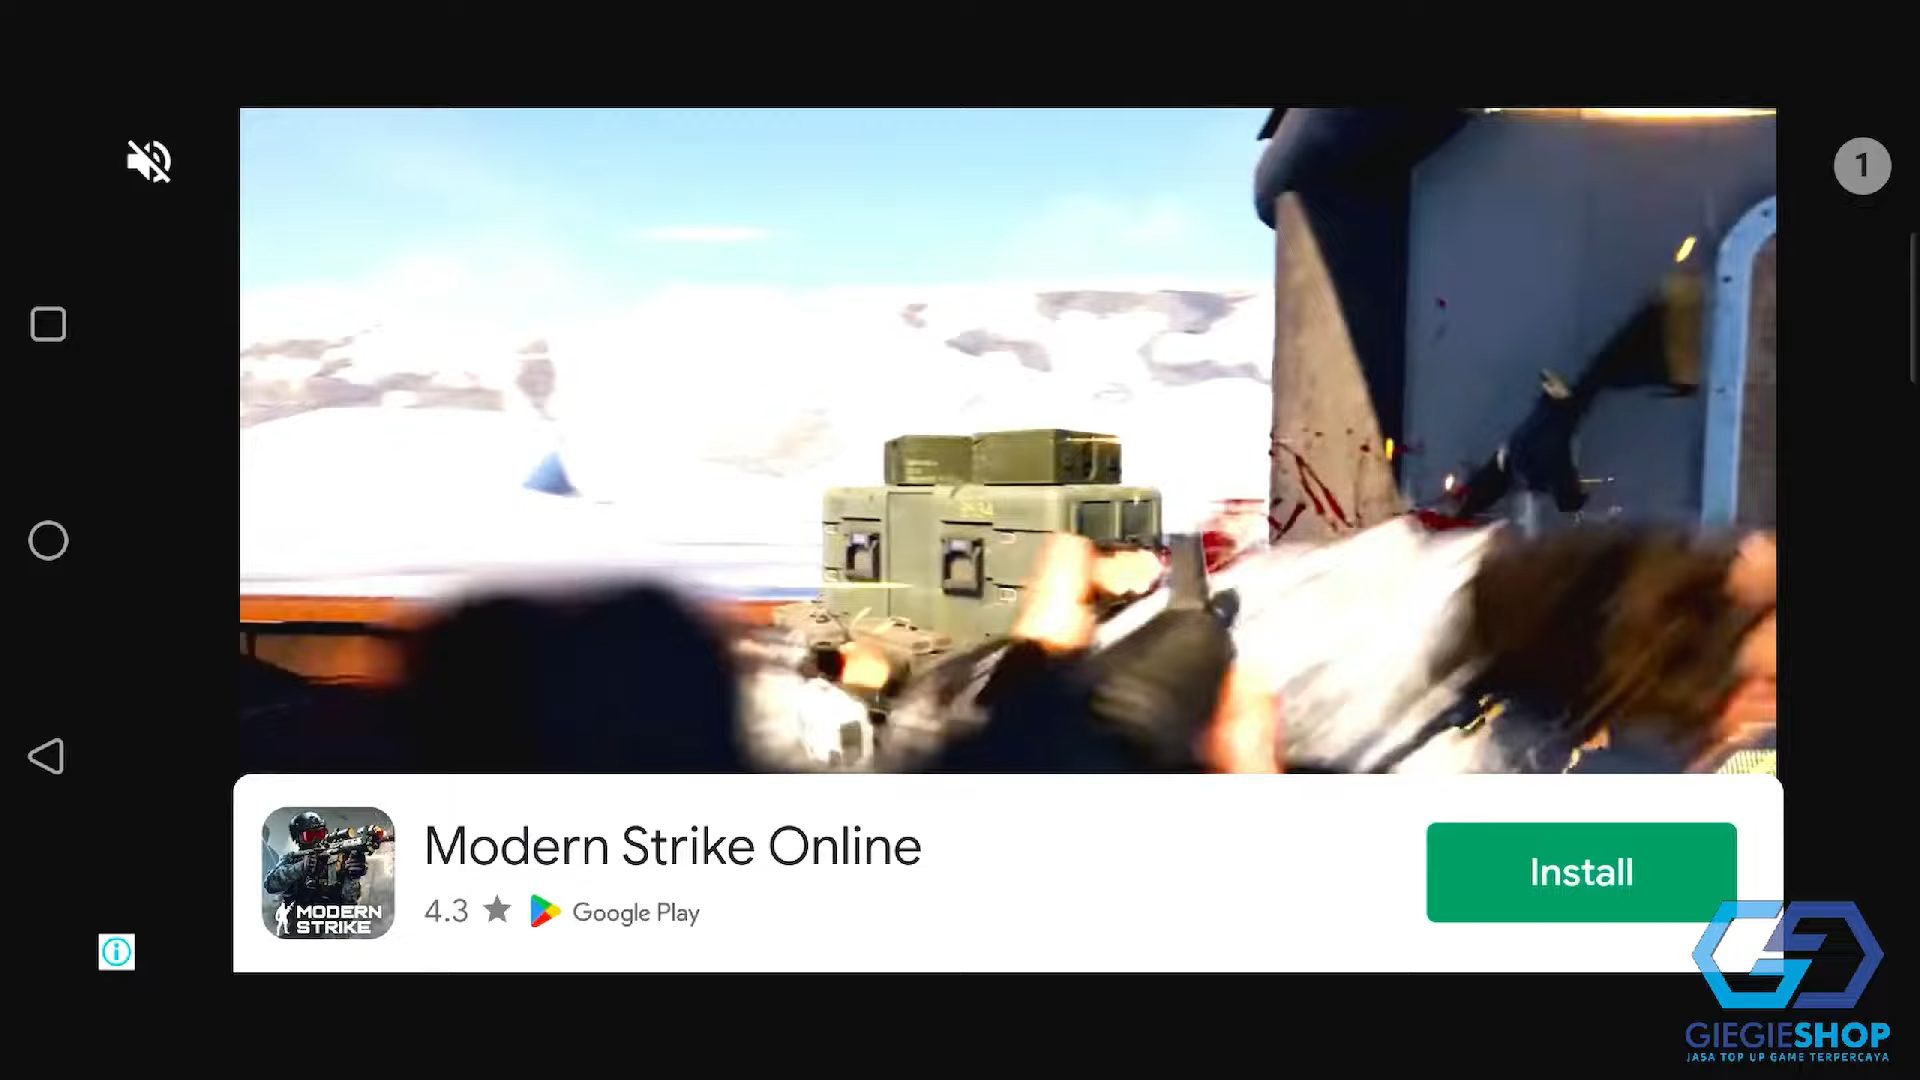 1
Modern Strike Online
4.3 ★ Google Play
MODERN
STRIKE
Install
GIEGIESHOP
JASA TOP UP GAME TERPERCAYA